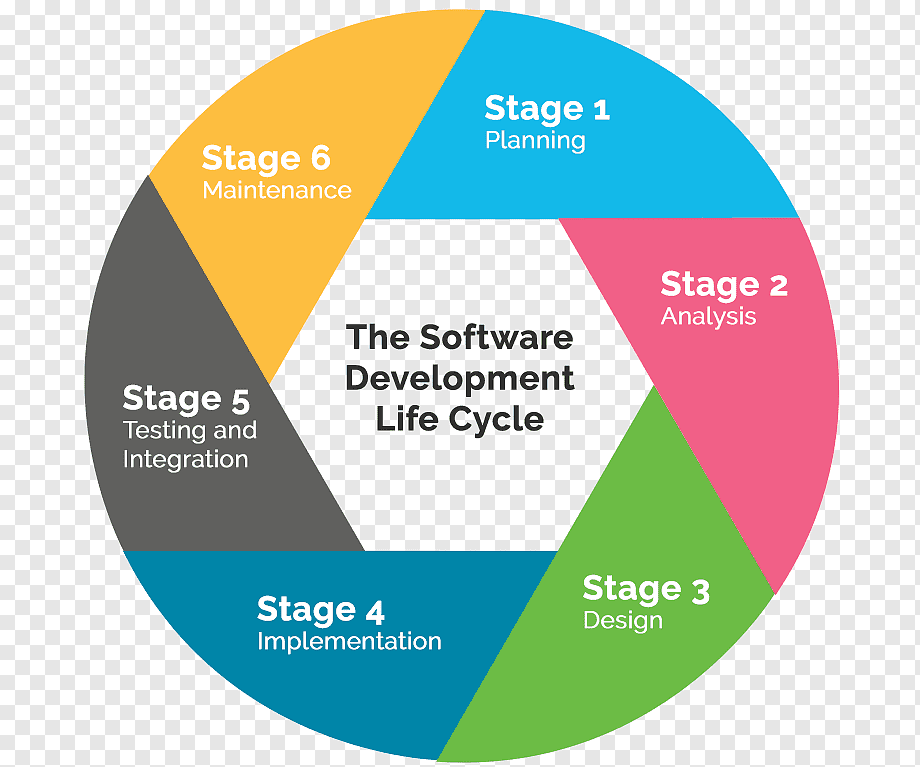 Stage 1
Planning
Stage 2
Analysis
Stage 3
Design
Stage 4
Implementation
Stage 5
Testing and
Integration
Stage 6
Maintenance
The Software
Development
Life Cycle